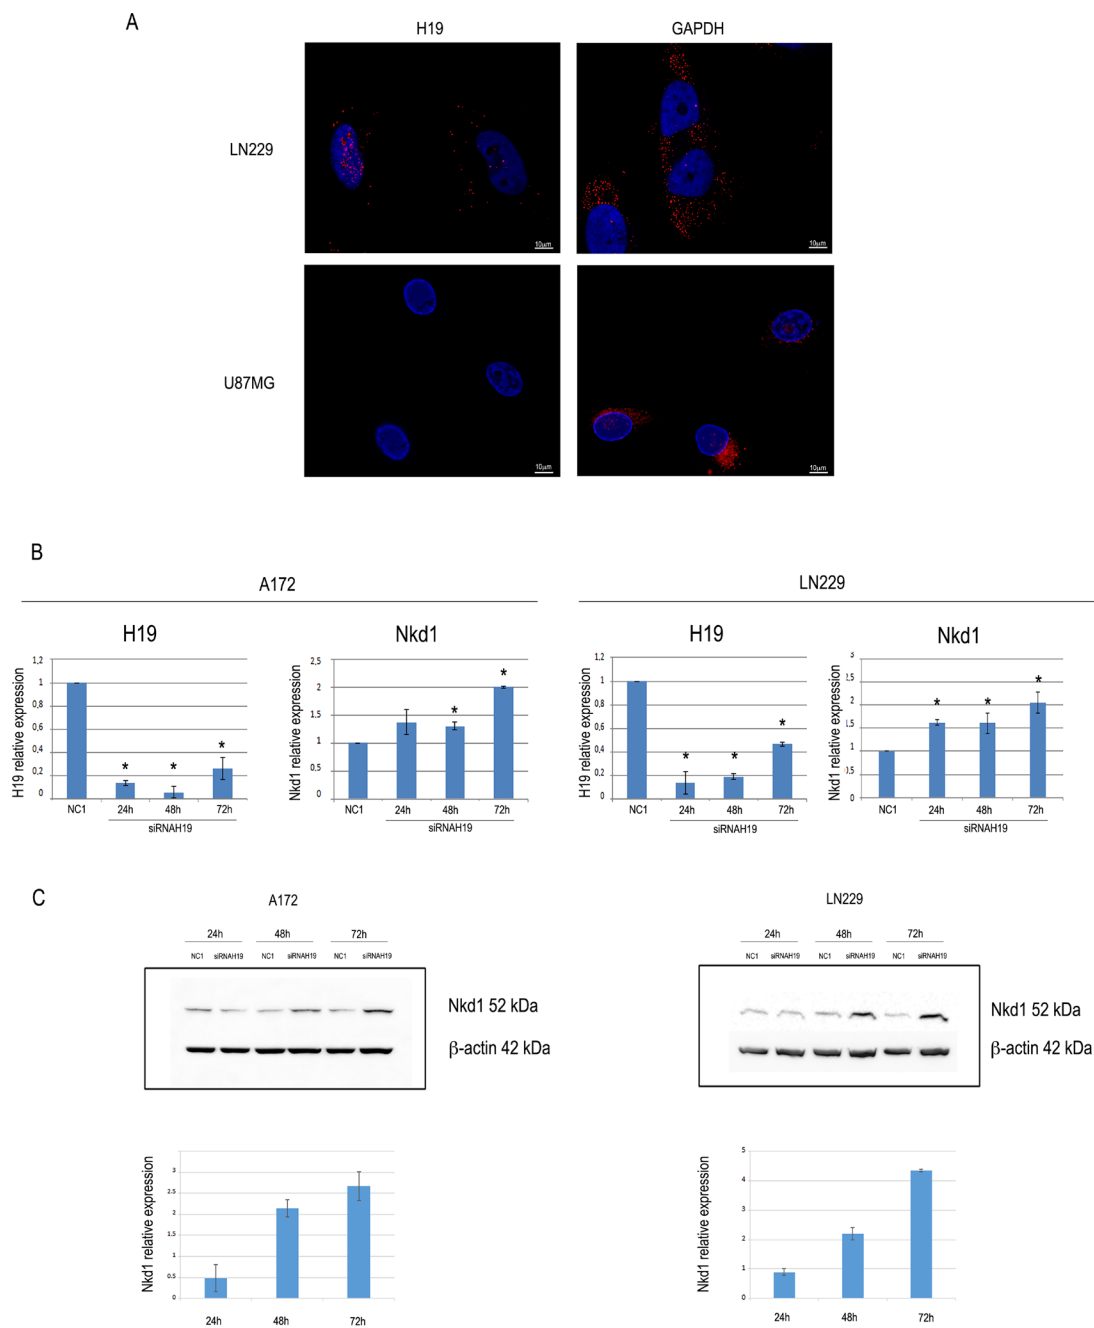 A
H19 GAPDH
LN229
10µm 10µm
U87MG
10µm 10µm
B
A172 LN229
H19 Nkd1 H19 Nkd1
H19 relative expression
1,2
1
0,8
0,6
0,4
0,2
0
* * *
NC1 24h 48h 72h
siRNAH19
Nkd1 relative expression
2,5
2
1,5
1
0,5
0
* *
NC1 24h 48h 72h
siRNAH19
H19 relative expression
1,2
1
0,8
0,6
0,4
0,2
0
* * *
NC1 24h 48h 72h
siRNAH19
Nkd1 relative expression
3
2,5
2
1,5
1
0,5
0
* * *
NC1 24h 48h 72h
siRNAH19
C
A172
24h 48h 72h
NC1 siRNAH19 NC1 siRNAH19 NC1 siRNAH19
Nkd1 52 kDa
β-actin 42 kDa
LN229
24h 48h 72h
NC1 siRNAH19 NC1 siRNAH19 NC1 siRNAH19
Nkd1 52 kDa
β-actin 42 kDa
Nkd1 relative expression
3
2.5
2
1.5
1
0.5
0
24h 48h 72h
Nkd1 relative expression
5
4
3
2
1
0
24h 48h 72h